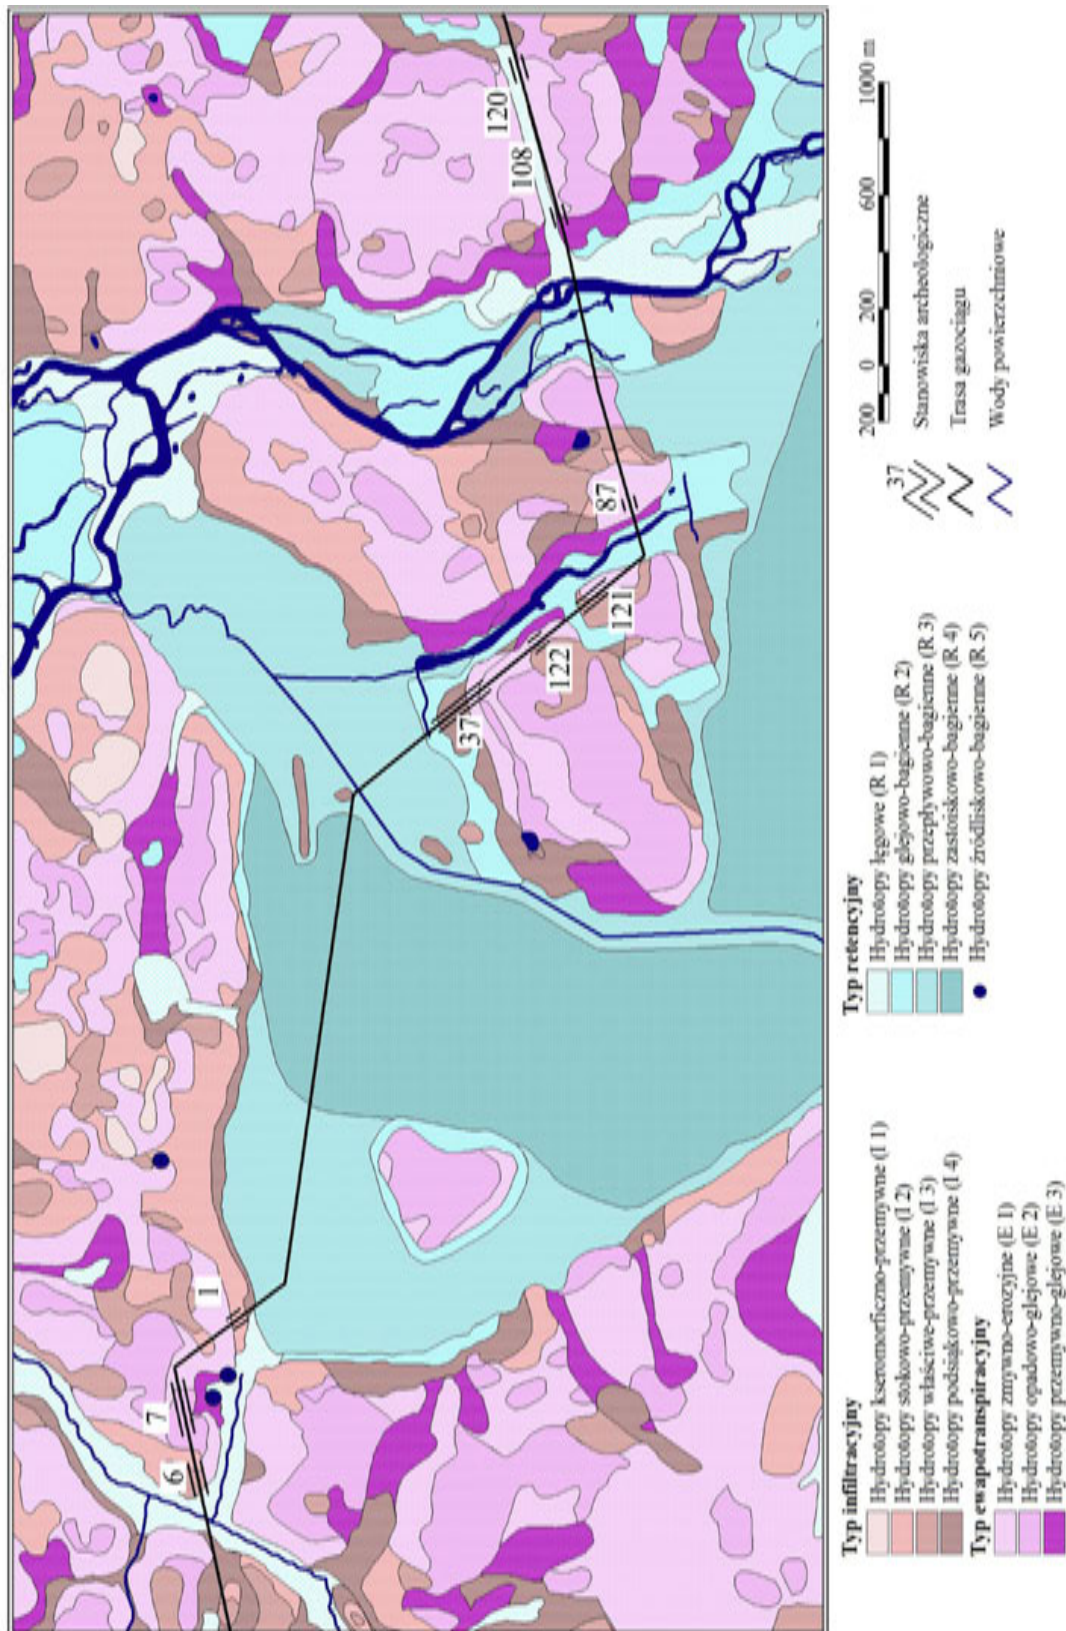 6
7
1
37
122
121
87
108
120
Typ infiltracyjny
Hydrotopy kseromorficzno-przemywne (I 1)
Hydrotopy stokowo-przemywne (I 2)
Hydrotopy właściwe-przemywne (I 3)
Hydrotopy podsiąkowo-przemywne (I 4)
Typ ewapotranspiracyjny
Hydrotopy zmywno-erozyjne (E 1)
Hydrotopy opadowo-glejowe (E 2)
Hydrotopy przemywno-glejowe (E 3)
Typ retencyjny
Hydrotopy łęgowe (R 1)
Hydrotopy glejowo-bagienne (R 2)
Hydrotopy przepływowo-bagienne (R 3)
Hydrotopy zastoiskowo-bagienne (R 4)
Hydrotopy źródliskowo-bagienne (R 5)
200 0 200 600 1000 m
37 Stanowiska archeologiczne
Trasa gazociągu
Wody powierzchniowe